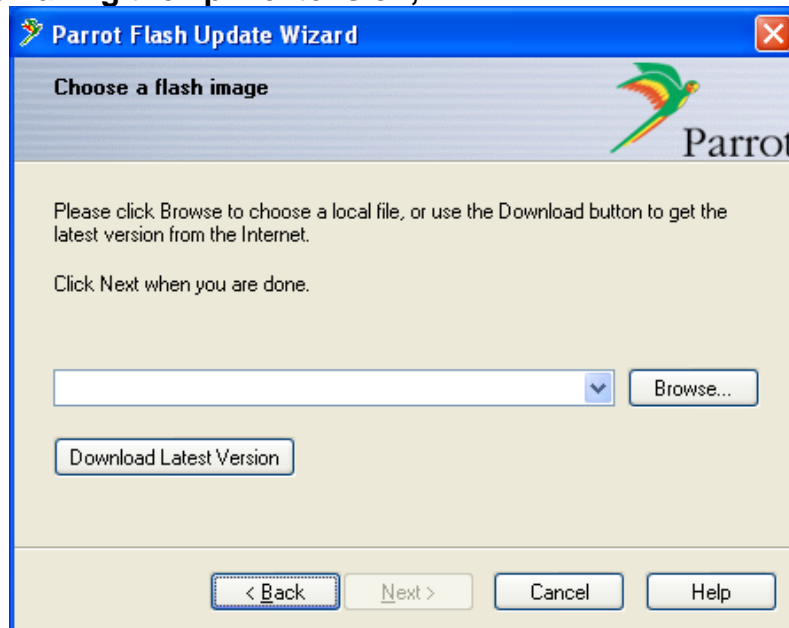 Parrot Flash Update Wizard
Choose a flash image
Parrot
Please click Browse to choose a local file, or use the Download button to get the
latest version from the Internet.
Click Next when you are done.
Browse...
Download Latest Version
< Back
Next >
Cancel
Help